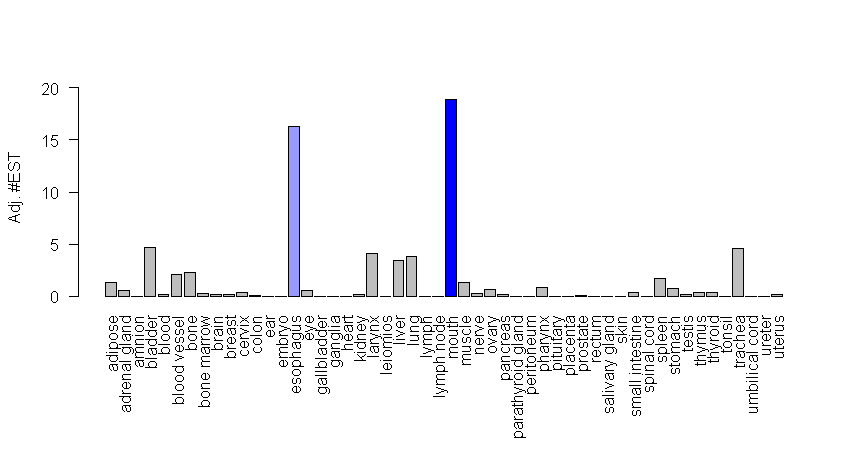 Adj. #EST
20
15
10
5
0
adipose
adrenal gland
amnion
bladder
blood
blood vessel
bone
bone marrow
brain
breast
cervix
colon
ear
embryo
esophagus
eye
gallbladder
ganglia
heart
kidney
larynx
leiomios
liver
lung
lymph
lymph node
mouth
muscle
nerve
ovary
pancreas
parathyroid gland
peritoneum
pharynx
pituitary
placenta
prostate
rectum
salivary gland
skin
small intestine
spinal cord
spleen
stomach
testis
thymus
thyroid
tonsil
trachea
umbilical cord
ureter
uterus